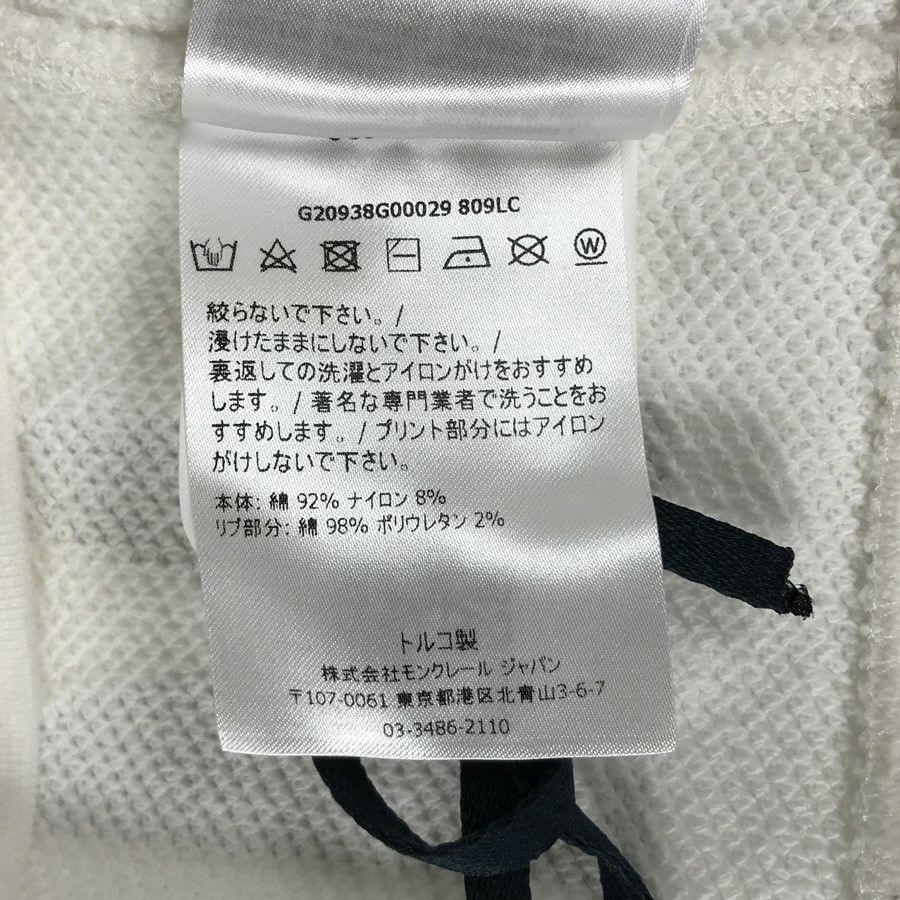 G20938G00029 809LC
W
絞らないで下さい。/
浸けたままにしないで下さい。/
裏返しての洗濯とアイロンがけをおすすめ
します。/ 著名な専門業者で洗うことをお
すすめします。/ プリント部分にはアイロン
がけしないで下さい。
本体: 綿 92% ナイロン 8%
リブ部分: 綿 98% ポリウレタン 2%
トルコ製
株式会社モンクレール ジャパン
〒107-0061 東京都港区北青山3-6-7
03-3486-2110